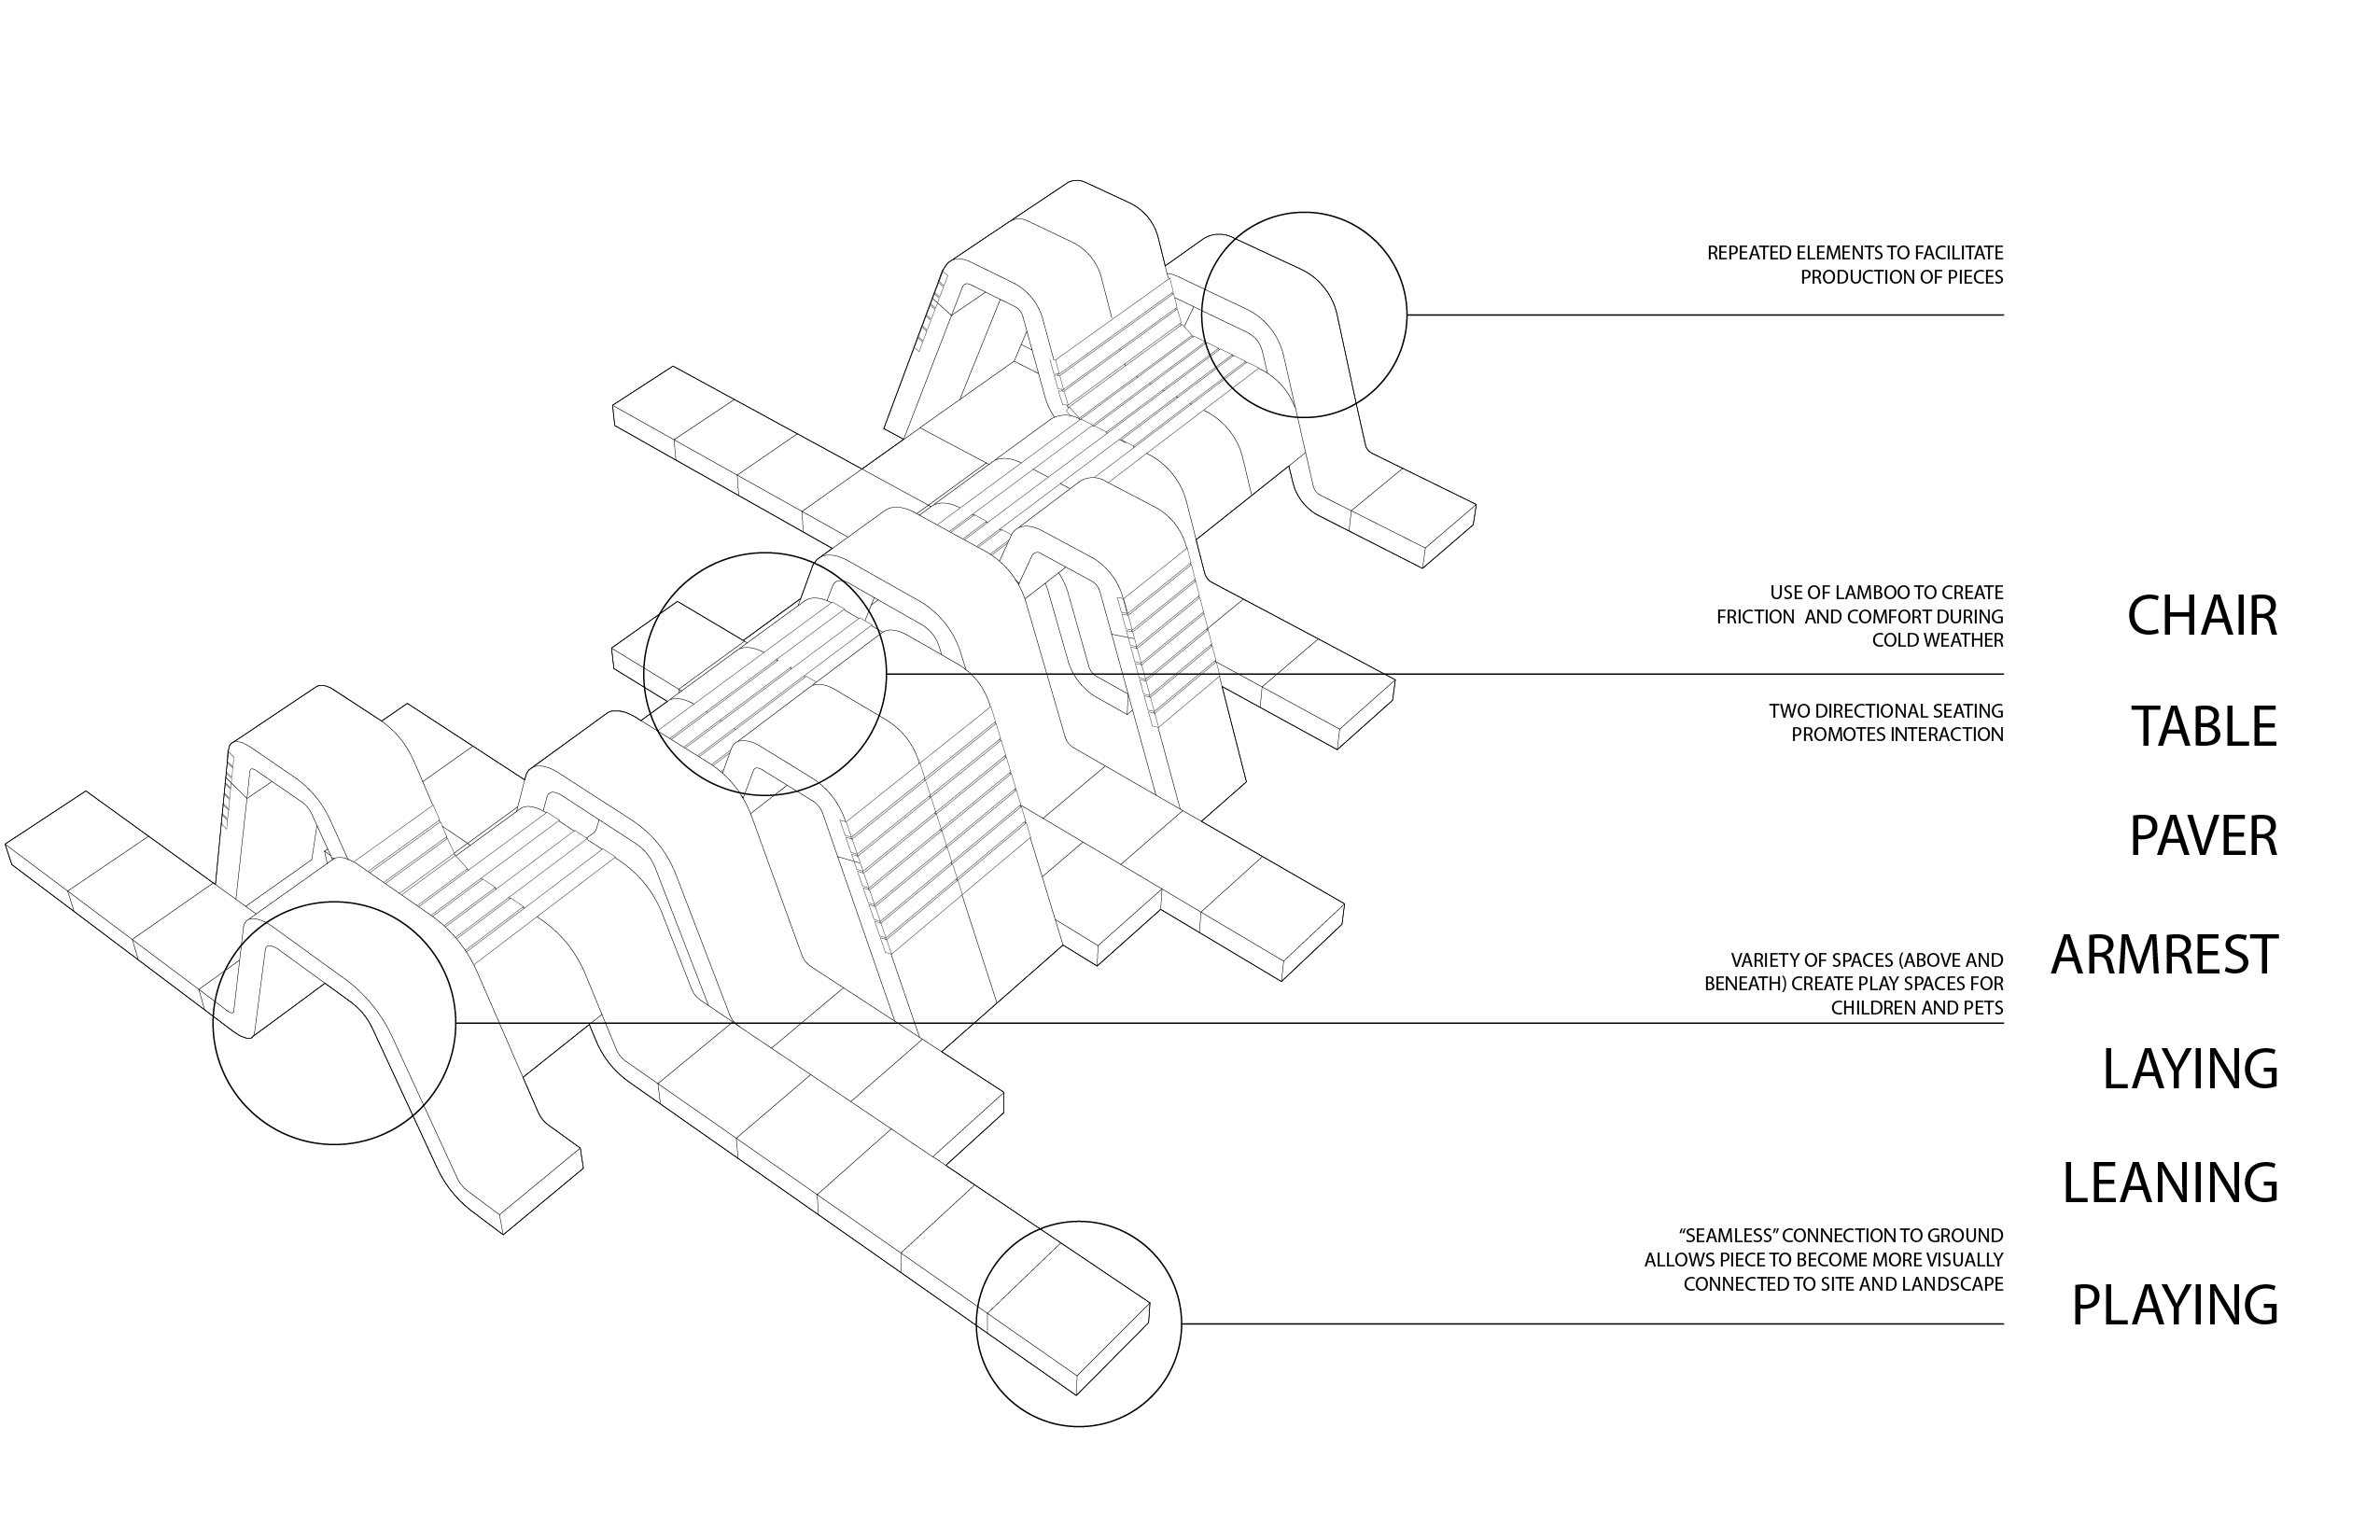 REPEATED ELEMENTS TO FACILITATE
PRODUCTION OF PIECES
USE OF LAMBOO TO CREATE
FRICTION AND COMFORT DURING
COLD WEATHER
TWO DIRECTIONAL SEATING
PROMOTES INTERACTION
VARIETY OF SPACES (ABOVE AND
BENEATH) CREATE PLAY SPACES FOR
CHILDREN AND PETS
“SEAMLESS” CONNECTION TO GROUND
ALLOWS PIECE TO BECOME MORE VISUALLY
CONNECTED TO SITE AND LANDSCAPE
CHAIR
TABLE
PAVER
ARMREST
LAYING
LEANING
PLAYING